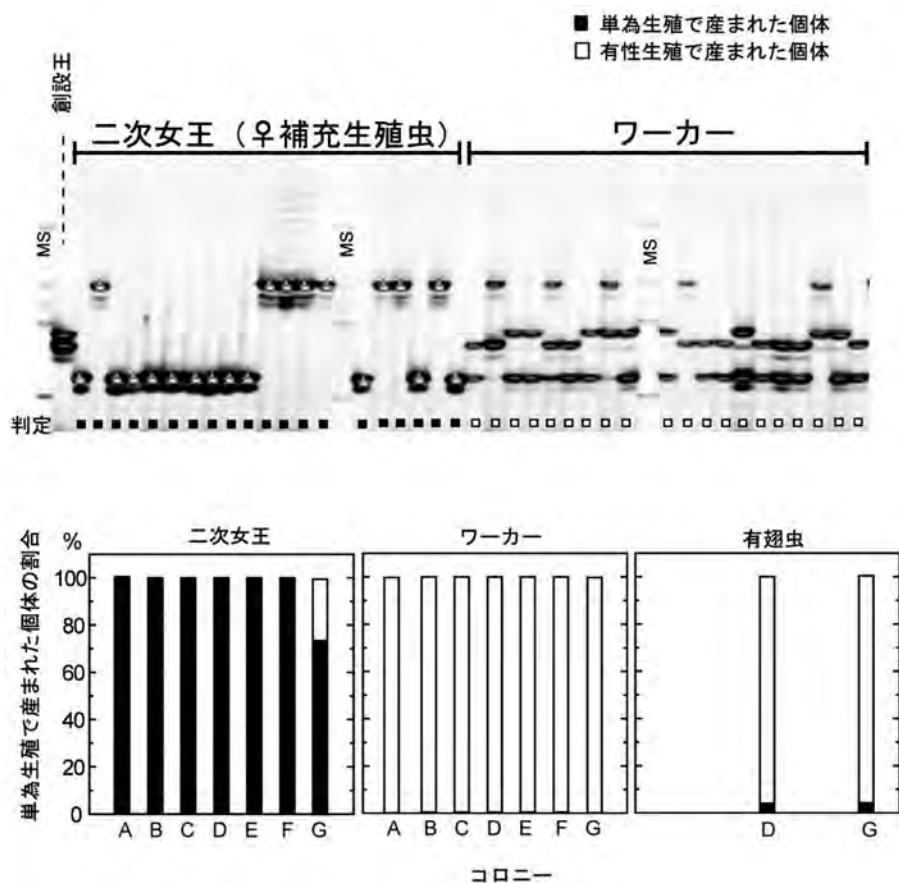 ■ 単為生殖で産まれた個体
□ 有性生殖で産まれた個体
創設王
二次女王（♀補充生殖虫）
ワーカー
MS
MS
MS
判定
二次女王
ワーカー
有翅虫
単為生殖で産まれた個体の割合
%
100
80
60
40
20
0
A B C D E F G
A B C D E F G
D G
コロニー